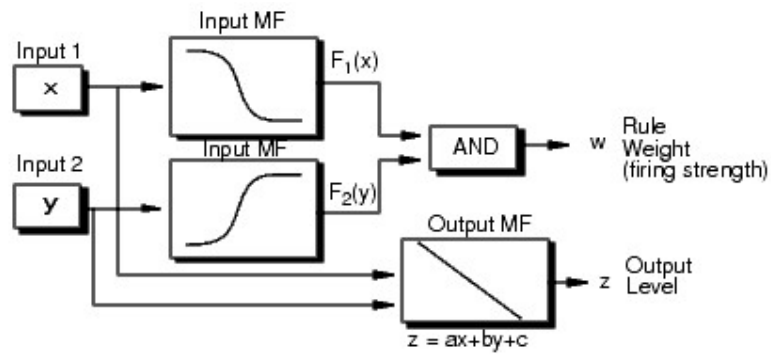 Input MF
Input 1
x
F₁(x)
Input MF
Input 2
y
F₂(y)
AND
w
Rule
Weight
(firing strength)
Output MF
z = ax+by+c
z
Output
Level